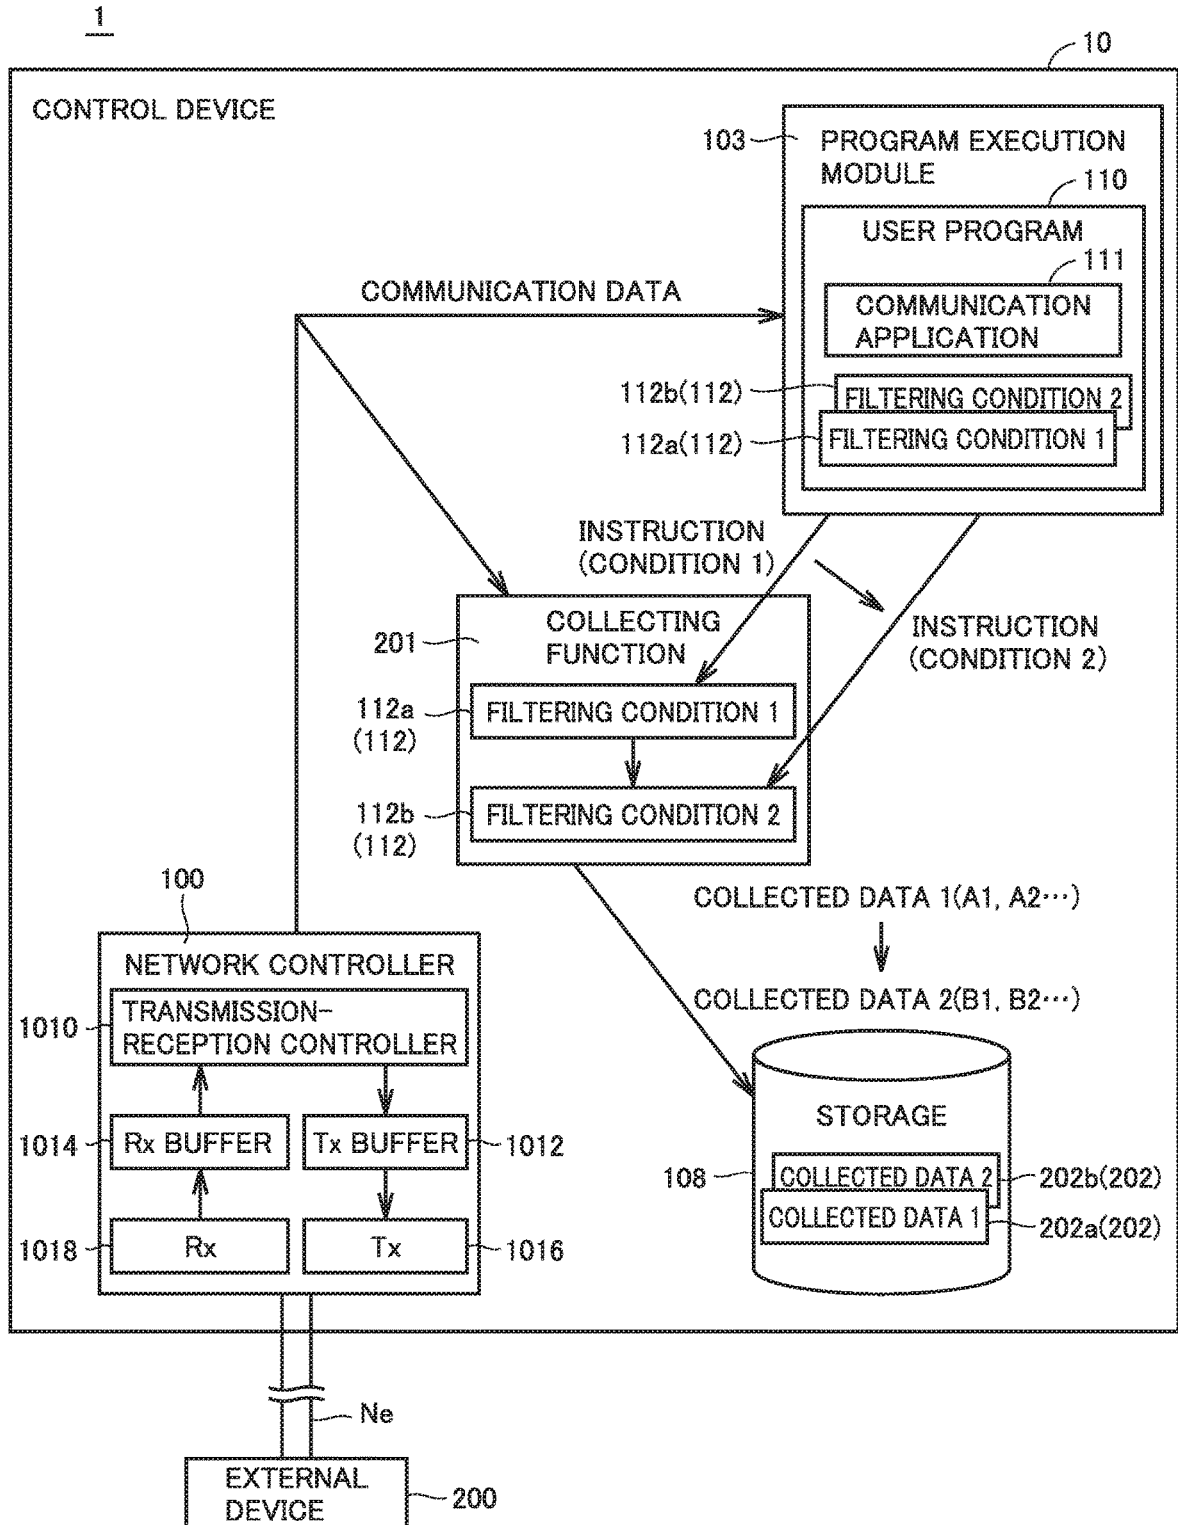 1
10
CONTROL DEVICE
103
PROGRAM EXECUTION
MODULE
110
USER PROGRAM
111
COMMUNICATION
APPLICATION
COMMUNICATION DATA
112b(112)
FILTERING CONDITION 2
112a(112)
FILTERING CONDITION 1
INSTRUCTION
(CONDITION 1)
INSTRUCTION
(CONDITION 2)
201
COLLECTING
FUNCTION
112a
(112)
FILTERING CONDITION 1
112b
(112)
FILTERING CONDITION 2
100
NETWORK CONTROLLER
1010
TRANSMISSION-
RECEPTION CONTROLLER
1014
Rx BUFFER
Tx BUFFER
1012
1018
Rx
Tx
1016
COLLECTED DATA 1(A1, A2···)
COLLECTED DATA 2(B1, B2···)
STORAGE
108
COLLECTED DATA 2
202b(202)
COLLECTED DATA 1
202a(202)
Ne
EXTERNAL
DEVICE
200